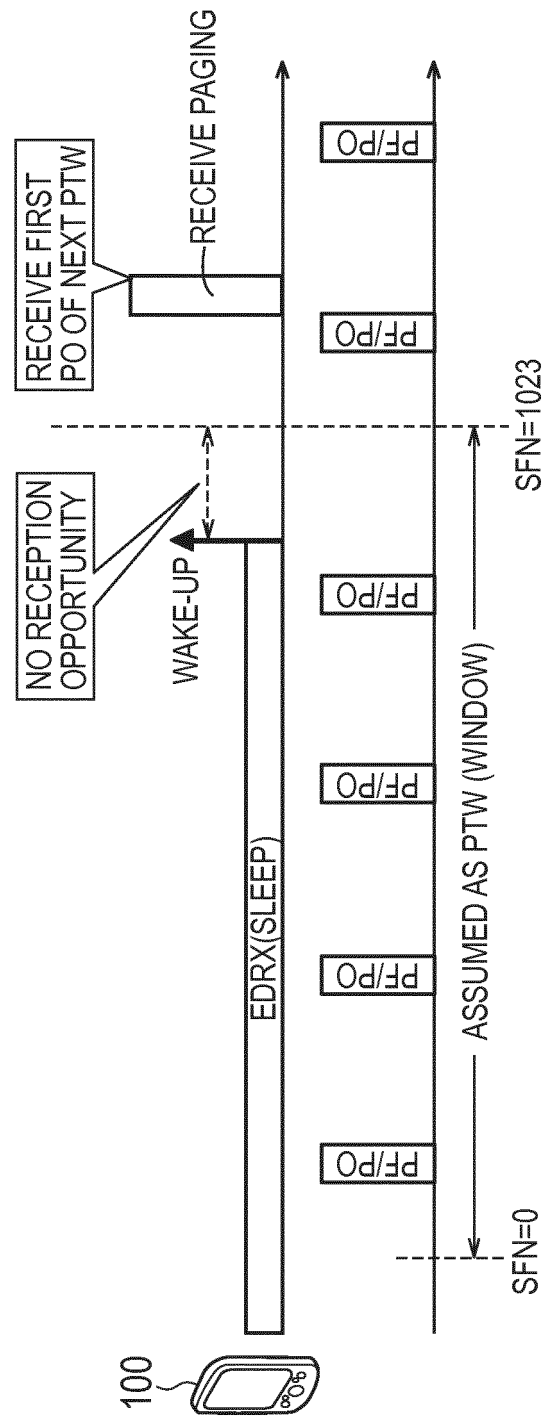 100
EDRX(SLEEP)
WAKE-UP
NO RECEPTION
OPPORTUNITY
RECEIVE FIRST
PO OF NEXT PTW
RECEIVE PAGING
PF/PO
PF/PO
PF/PO
PF/PO
PF/PO
PF/PO
SFN=0
ASSUMED AS PTW (WINDOW)
SFN=1023